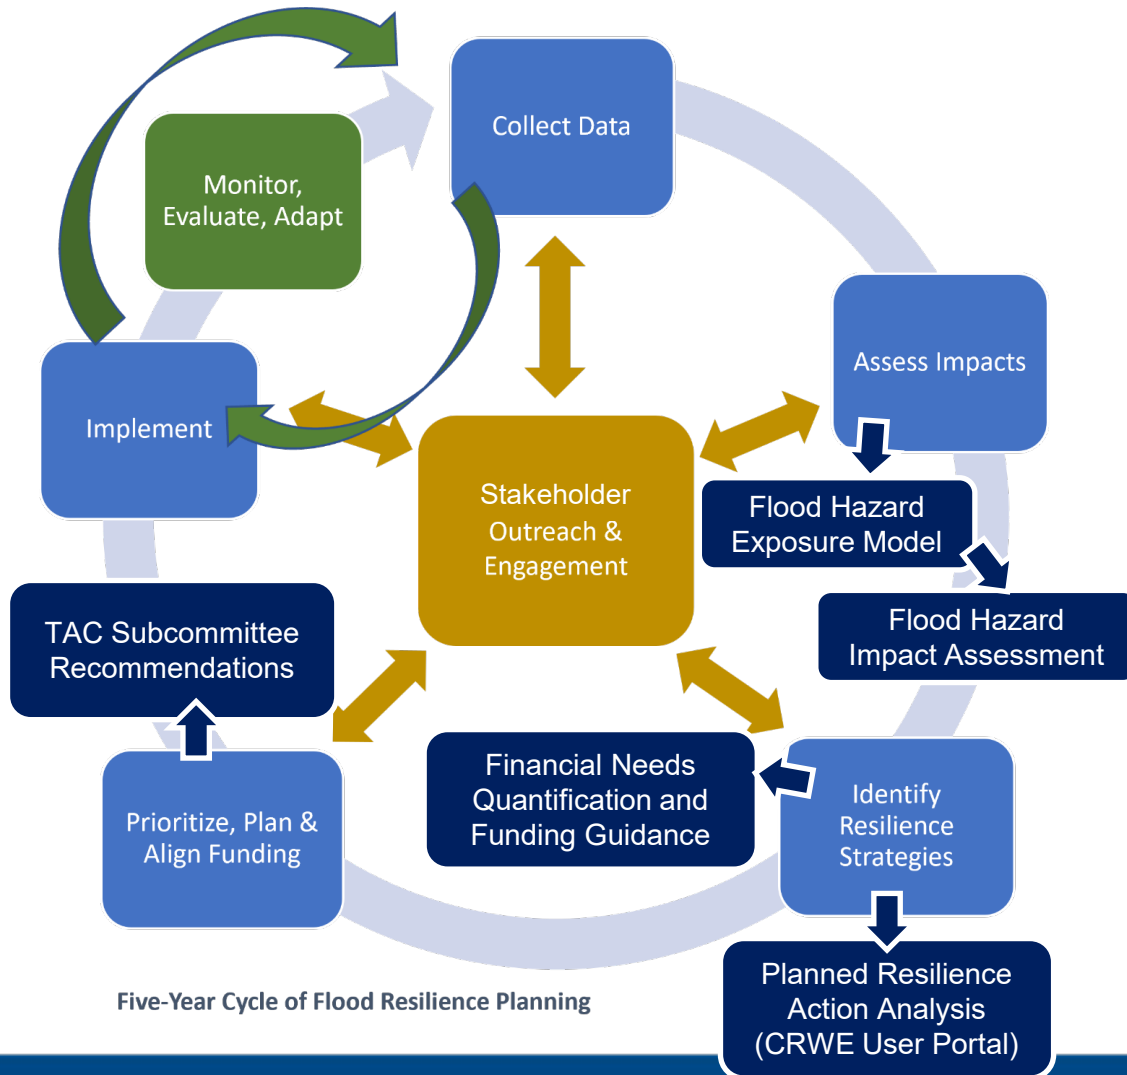 Collect Data
Monitor,
Evaluate, Adapt
Assess Impacts
Implement
Stakeholder
Outreach &
Engagement
Flood Hazard
Exposure Model
Flood Hazard
Impact Assessment
TAC Subcommittee
Recommendations
Financial Needs
Quantification and
Funding Guidance
Identify
Resilience
Strategies
Prioritize, Plan &
Align Funding
Planned Resilience
Action Analysis
(CRWE User Portal)
Five-Year Cycle of Flood Resilience Planning